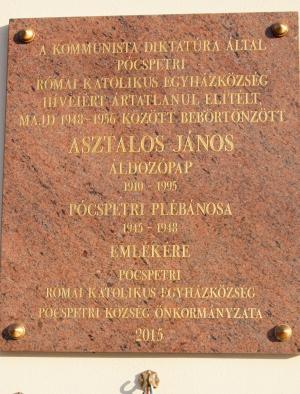 A KOMMUNISTA DIKTATÚRA ÁLTAL
PÓCSPETRI
RÓMAI KATOLIKUS EGYHÁZKÖZSÉG
HÍVEIÉRT ÁRTATLANUL ELÍTÉLT,
MAJD 1948-1956 KÖZÖTT BEBÖRTÖNZÖTT
ASZTALOS JÁNOS
ÁLDOZÓPAP
1910 - 1995
PÓCSPETRI PLÉBÁNOSA
1945 - 1948
EMLÉKÉRE
PÓCSPETRI
RÓMAI KATOLIKUS EGYHÁZKÖZSÉG
PÓCSPETRI KÖZSÉG ÖNKORMÁNYZATA
2015